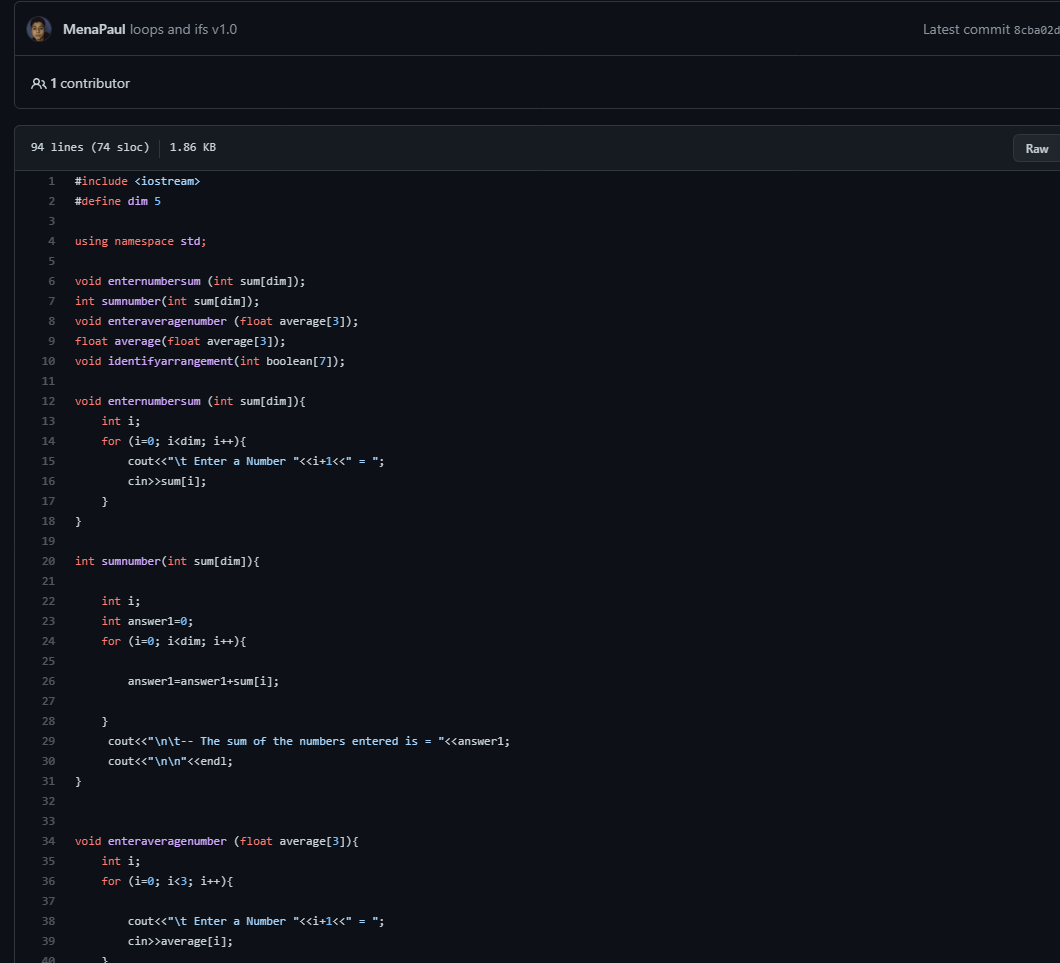 MenaPaul loops and ifs v1.0 Latest commit 8cba02d
1 contributor
94 lines (74 sloc) 1.86 KB Raw
1 #include <iostream>
2 #define dim 5
3
4 using namespace std;
5
6 void enternumbersum (int sum[dim]);
7 int sumnumber(int sum[dim]);
8 void enteraveragenumber (float average[3]);
9 float average(float average[3]);
10 void identifyarrangement(int boolean[7]);
11
12 void enternumbersum (int sum[dim]){
13     int i;
14     for (i=0; i<dim; i++){
15         cout<<"\t Enter a Number "<<i+1<<" = ";
16         cin>>sum[i];
17     }
18 }
19
20 int sumnumber(int sum[dim]){
21
22     int i;
23     int answer1=0;
24     for (i=0; i<dim; i++){
25
26         answer1=answer1+sum[i];
27
28     }
29      cout<<"\n\t-- The sum of the numbers entered is = "<<answer1;
30      cout<<"\n\n"<<endl;
31 }
32
33
34 void enteraveragenumber (float average[3]){
35     int i;
36     for (i=0; i<3; i++){
37
38         cout<<"\t Enter a Number "<<i+1<<" = ";
39         cin>>average[i];
40     }